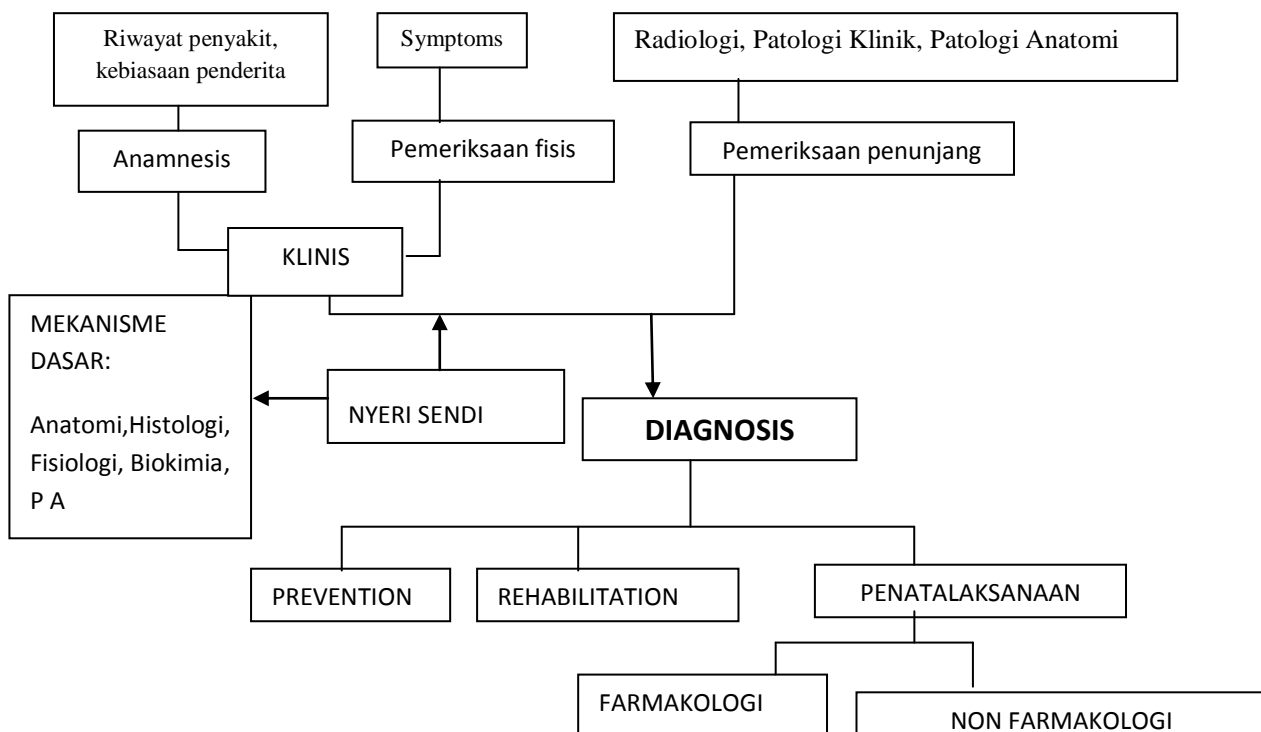 Riwayat penyakit,
kebiasaan penderita
Symptoms
Radiologi, Patologi Klinik, Patologi Anatomi
Anamnesis
Pemeriksaan fisis
Pemeriksaan penunjang
KLINIS
MEKANISME
DASAR:
Anatomi,Histologi,
Fisiologi, Biokimia,
P A
NYERI SENDI
DIAGNOSIS
PREVENTION
REHABILITATION
PENATALAKSANAAN
FARMAKOLOGI
NON FARMAKOLOGI